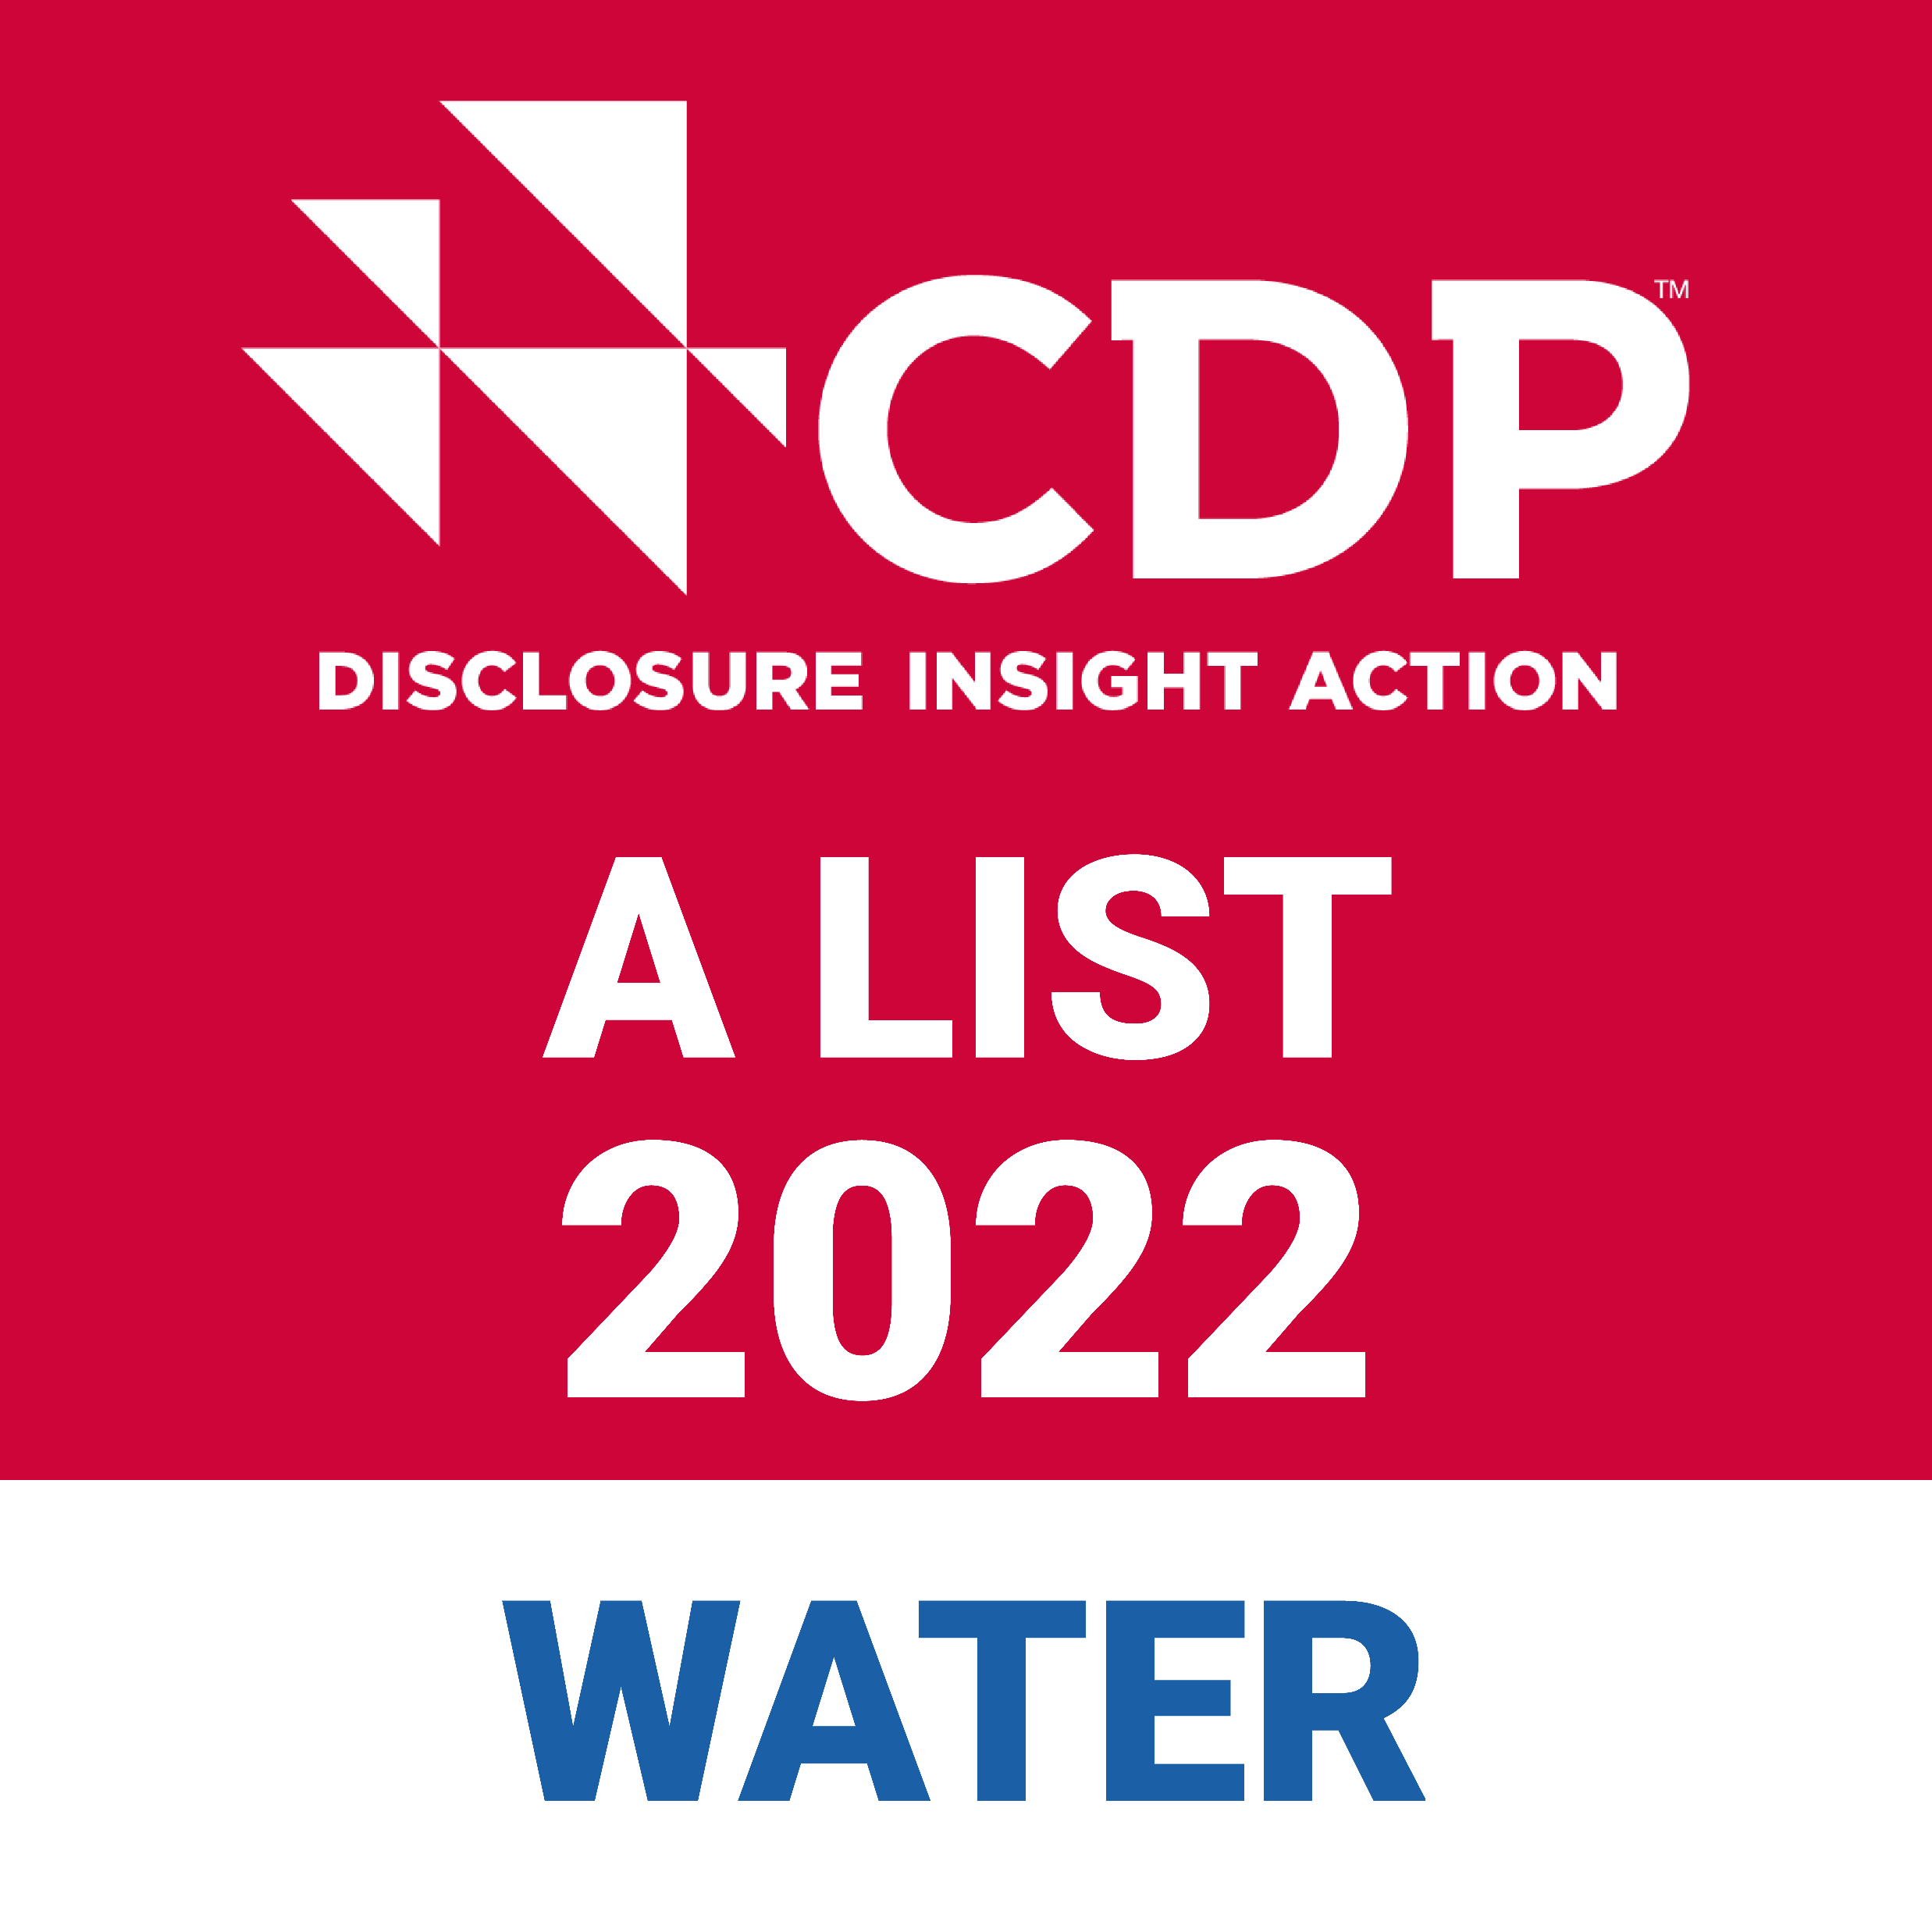 CDP™
DISCLOSURE INSIGHT ACTION
A LIST
2022
WATER